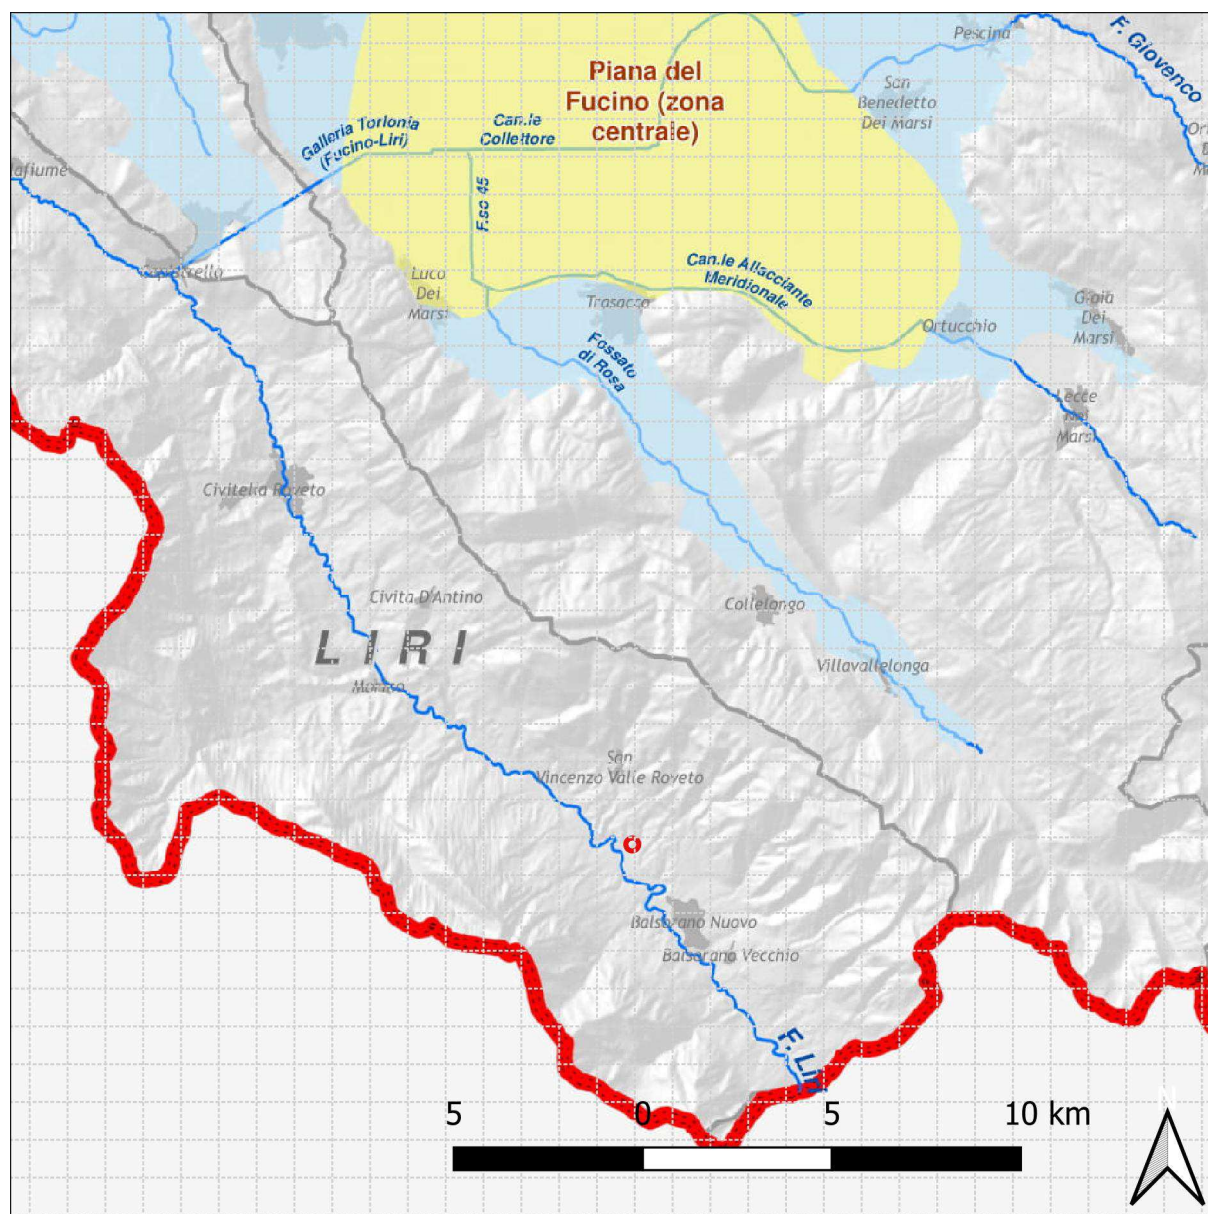 Pescina
F. Giovenco
Piana del
Fucino (zona
centrale)
San
Benedetto
Dei Marsi
Can.le
Collettore
Galleria Torlonia
(Fucino-Liri)
F.so 45
Luco
Dei
Marsi
Trasacco
Can.le Allacciante
Meridionale
Ortucchio
Gioia
Dei
Marsi
Fossato
di Rosa
Lecce
Nei
Marsi
Civitella Roveto
Civita D'Antino
Collelongo
LIRI
Villavallelonga
Morino
San
Vincenzo Valle Roveto
Balsorano Nuovo
Balsorano Vecchio
F. Liri
5 0 5 10 km